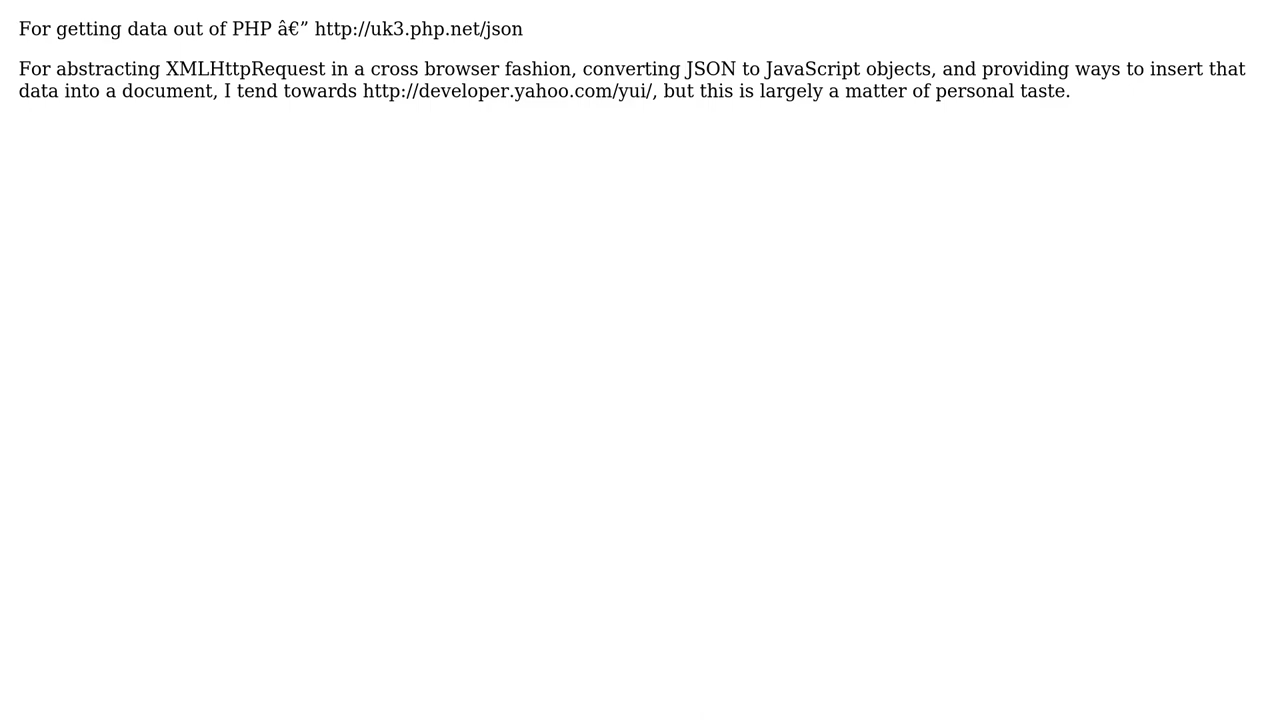 For getting data out of PHP â€” http://uk3.php.net/json
For abstracting XMLHttpRequest in a cross browser fashion, converting JSON to JavaScript objects, and providing ways to insert that
data into a document, I tend towards http://developer.yahoo.com/yui/, but this is largely a matter of personal taste.